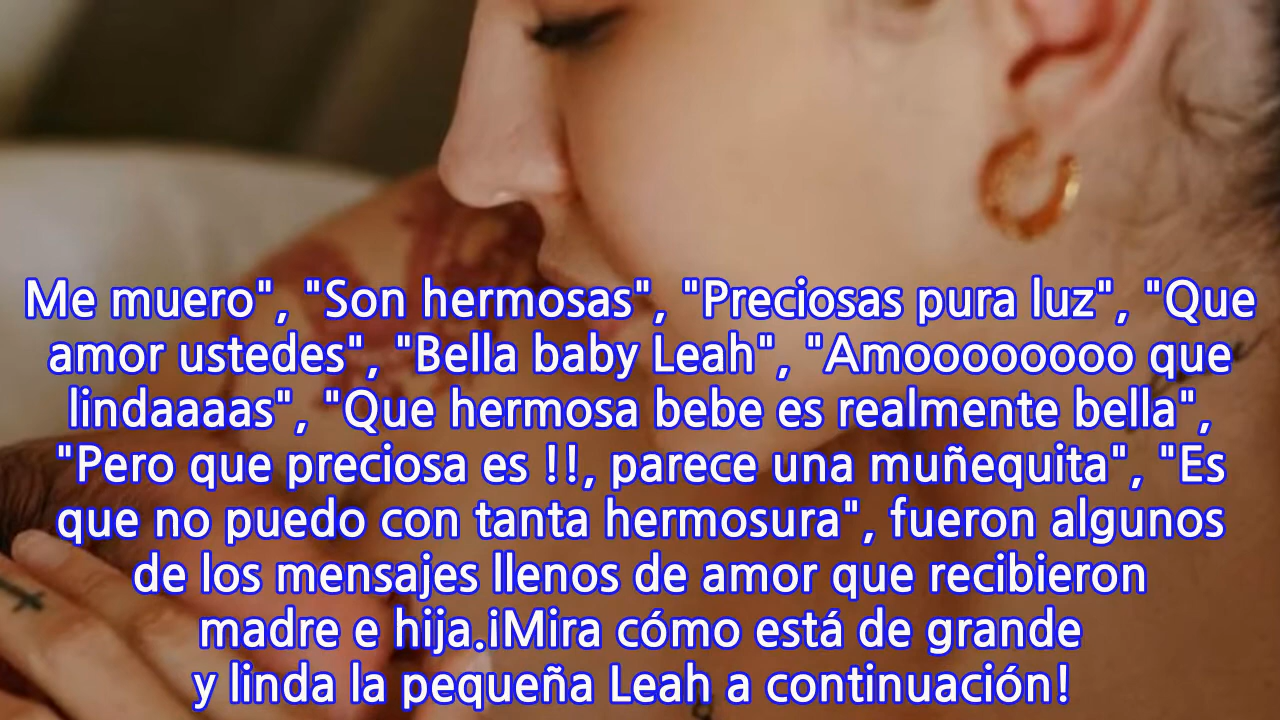 Me muero", "Son hermosas", "Preciosas pura luz", "Que
amor ustedes", "Bella baby Leah", "Amooooooooo que
lindaaaas", "Que hermosa bebe es realmente bella",
"Pero que preciosa es !!, parece una muñequita", "Es
que no puedo con tanta hermosura", fueron algunos
de los mensajes llenos de amor que recibieron
madre e hija.¡Mira cómo está de grande
y linda la pequeña Leah a continuación!